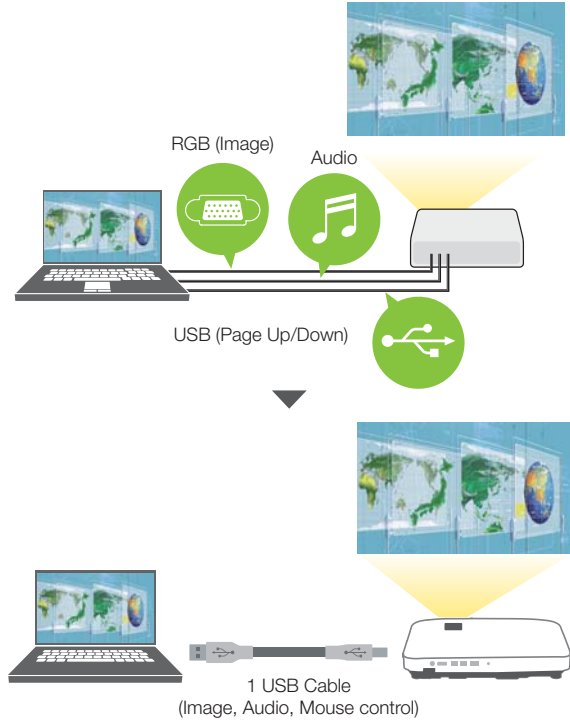 RGB (Image)
Audio
USB (Page Up/Down)
1 USB Cable
(Image, Audio, Mouse control)